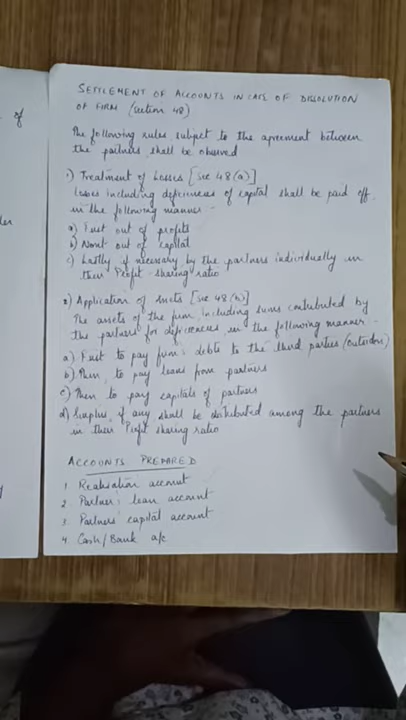 of
SETTLEMENT OF ACCOUNTS IN CASE OF DISSOLUTION
OF FIRM (section 48)
The following rules subject to the agreement between
the partners shall be observed
1) Treatment of Losses [sec 48(a)]
losses including deficiencies of capital shall be paid off
in the following manner -
a) First out of profits
b) Next out of capital
c) Lastly if necessary by the partners individually in
their Profit-sharing ratio
2) Application of Assets [sec 48(b)]
The assets of the firm, including sums contributed by
the partners for deficiencies in the following manner -
a) First to pay firm's debts to the third parties (outsiders)
b) Then, to pay loans from partners
c) Then to pay capitals of partners
d) Surplus, if any shall be distributed among the partners
in their Profit sharing ratio
ACCOUNTS PREPARED
1 Realisation account
2 Partner's loan account
3 Partners' capital account
4. Cash/Bank a/c